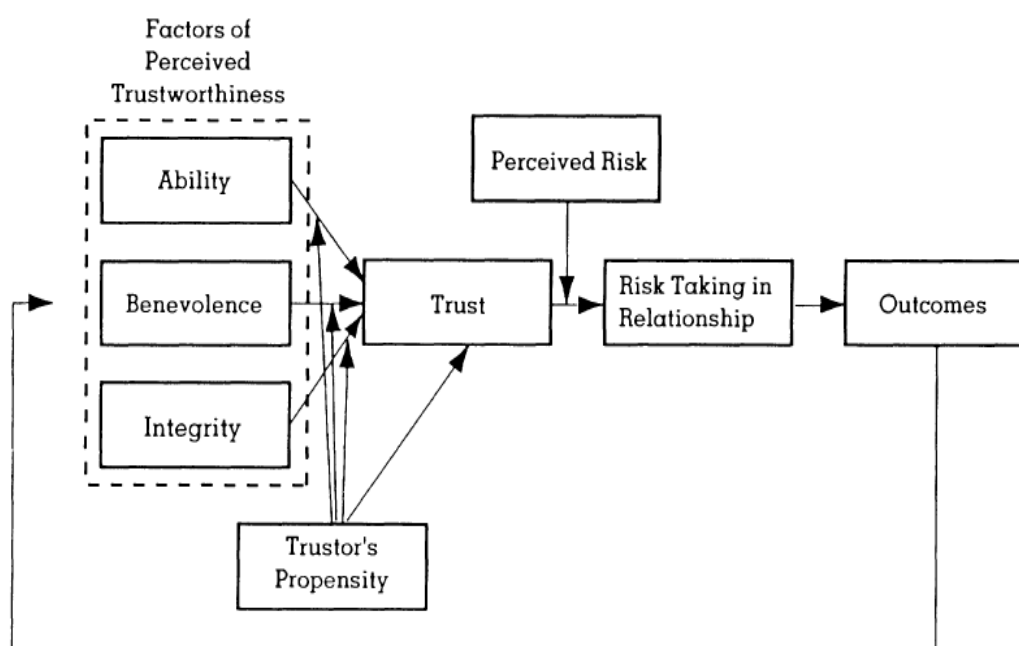 Factors of
Perceived
Trustworthiness
Ability
Benevolence
Integrity
Trustor's
Propensity
Trust
Perceived Risk
Risk Taking in
Relationship
Outcomes